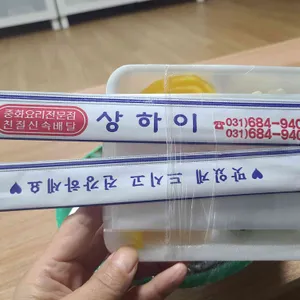 중화요리전문점
친절신속배달
상하이
☎031)684-940
031)684-940
♥맛있게 드시고 건강하세요♥